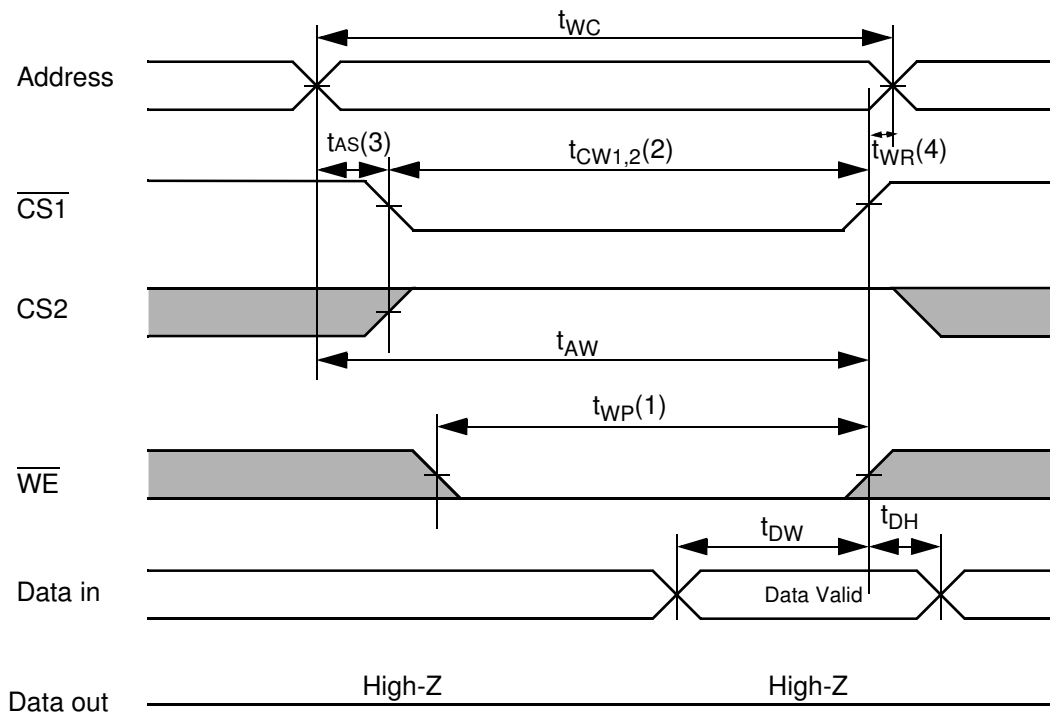 tWC
Address
tAS(3)
tCW1,2(2)
tWR(4)
CS1
CS2
tAW
tWP(1)
WE
tDW
tDH
Data in
Data Valid
High-Z
High-Z
Data out